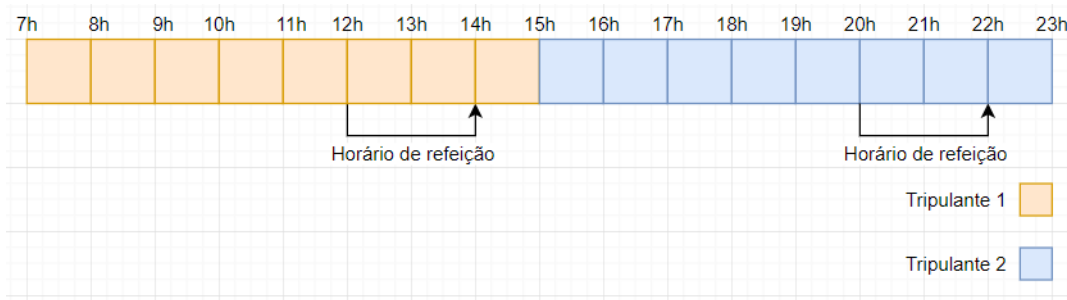 7h 8h 9h 10h 11h 12h 13h 14h 15h 16h 17h 18h 19h 20h 21h 22h 23h
Horário de refeição Horário de refeição
Tripulante 1
Tripulante 2